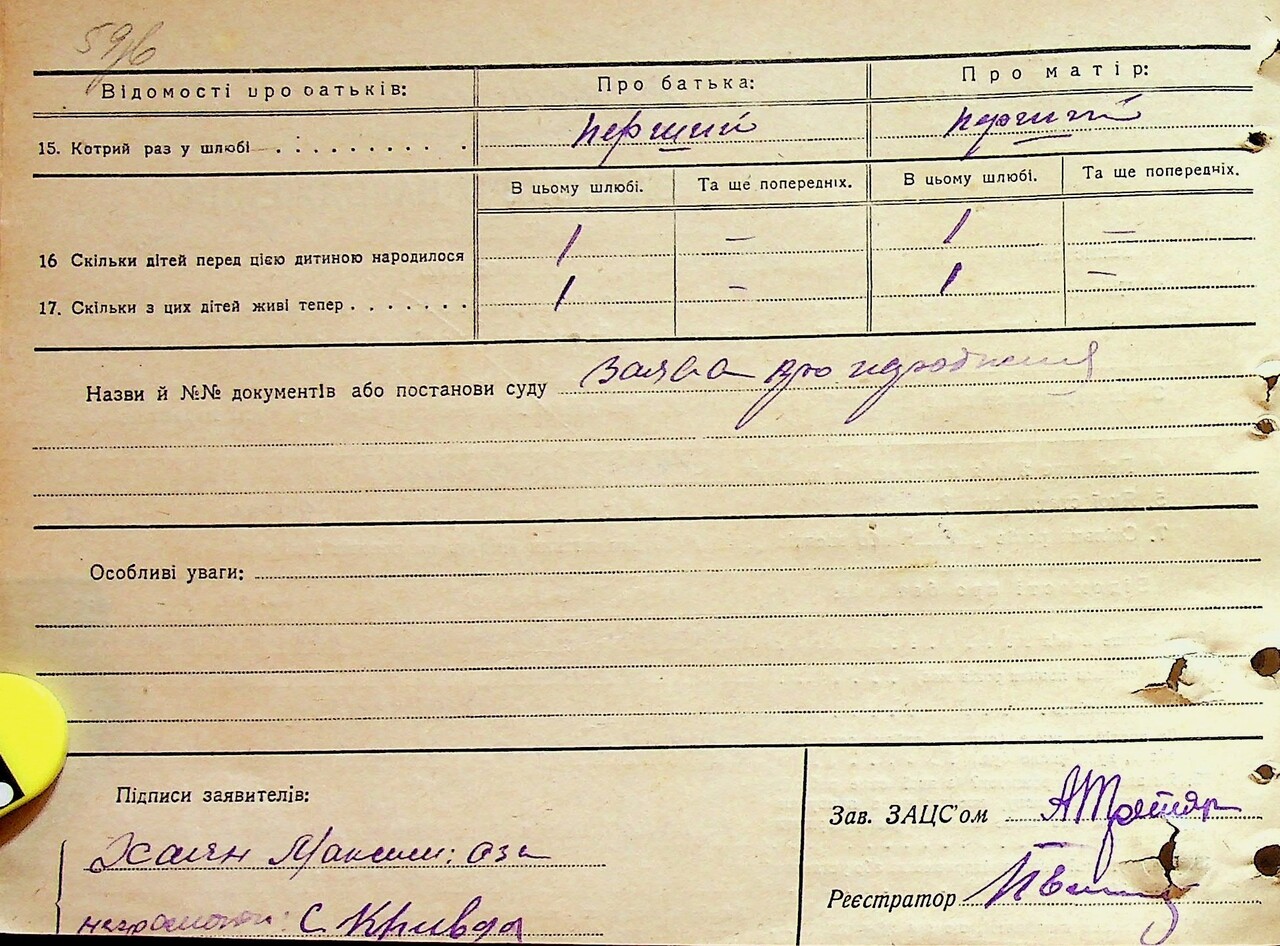 59/6
Відомості про батьків: Про батька: Про матір:
15. Котрий раз у шлюбі перший перший
В цьому шлюбі. Та ще попередніх. В цьому шлюбі. Та ще попередніх.
16 Скільки дітей перед цією дитиною народилося 1 – 1 –
17. Скільки з цих дітей живі тепер 1 – 1 –
Назви й №№ документів або постанови суду заява про народження
Особливі уваги:
Підписи заявителів:
Зав. ЗАЦС'ом
Реєстратор
С Кривда